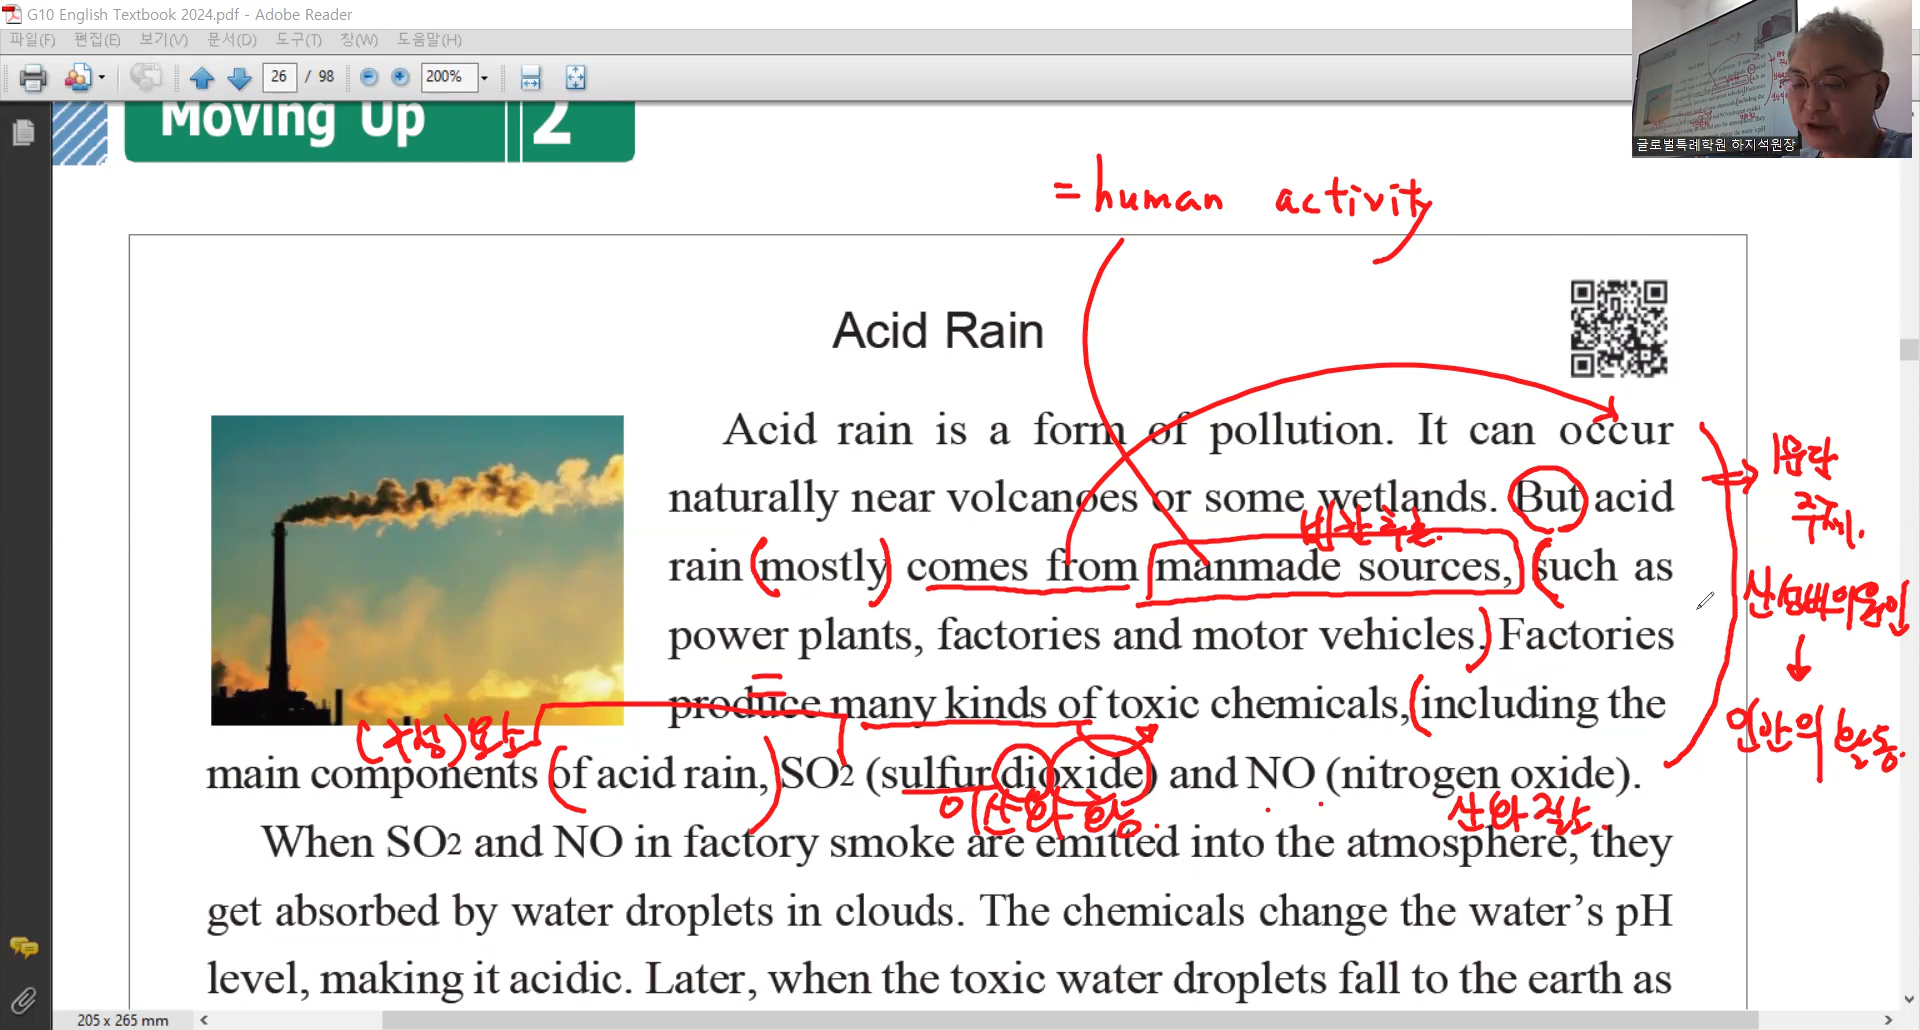 G10 English Textbook 2024.pdf - Adobe Reader
파일(F) 편집(E) 보기(V) 문서(D) 도구(T) 창(W) 도움말(H)
26 / 98 200%
글로벌특례학원 하지석원장
Moving Up 2
= human activity
Acid Rain
Acid rain is a form of pollution. It can occur
naturally near volcanoes or some wetlands. But acid
rain (mostly) comes from manmade sources, (such as
power plants, factories and motor vehicles.) Factories
produce many kinds of toxic chemicals, (including the
main components (of acid rain,) SO2 (sulfur dioxide) and NO (nitrogen oxide).
When SO2 and NO in factory smoke are emitted into the atmosphere, they
get absorbed by water droplets in clouds. The chemicals change the water's pH
level, making it acidic. Later, when the toxic water droplets fall to the earth as
1문단
주제.
산성비의 원인
↓
인간의 활동.
(구성)요소
이산화 황.
산화 질소.
205 x 265 mm